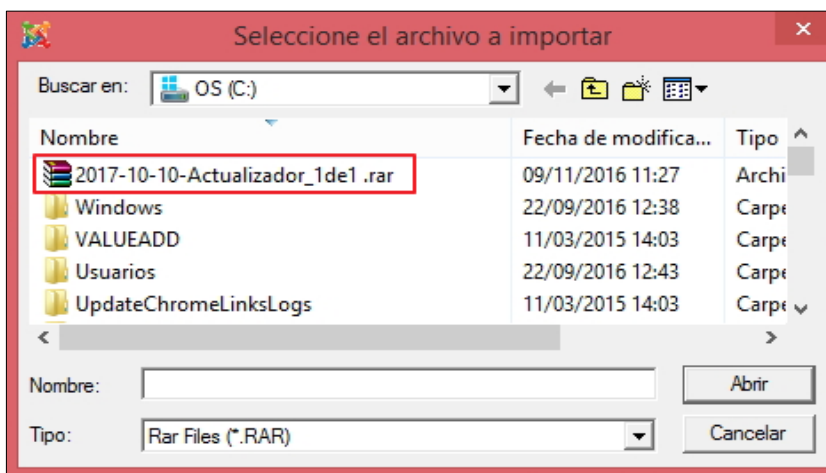 Seleccione el archivo a importar
Buscar en: OS (C:)
Nombre Fecha de modifica... Tipo
2017-10-10-Actualizador_1de1 .rar 09/11/2016 11:27 Archi
Windows 22/09/2016 12:38 Carpe
VALUEADD 11/03/2015 14:03 Carpe
Usuarios 22/09/2016 12:43 Carpe
UpdateChromeLinksLogs 11/03/2015 14:03 Carpe
Nombre: Abrir
Tipo: Rar Files (*.RAR) Cancelar